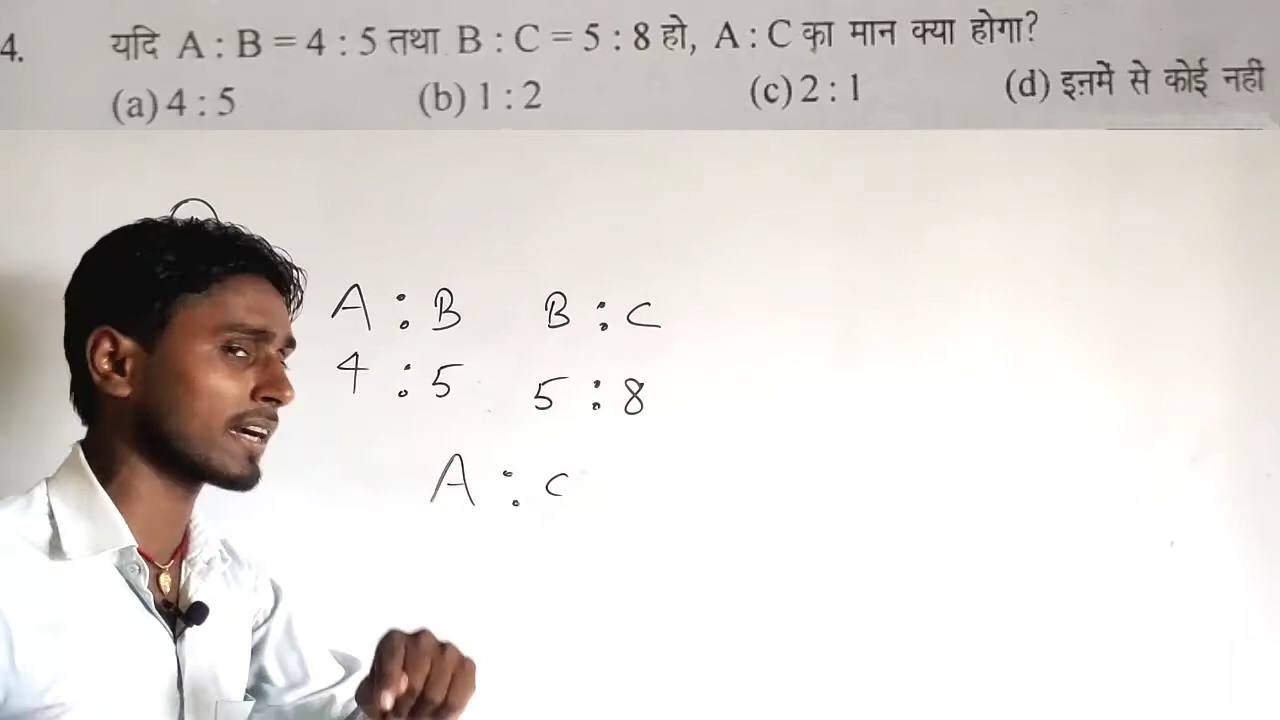 4. यदि A : B = 4 : 5 तथा B : C = 5 : 8 हो, A : C का मान क्या होगा?
(a) 4 : 5 (b) 1 : 2 (c) 2 : 1 (d) इनमें से कोई नही
A : B B : C
4 : 5 5 : 8
A : C